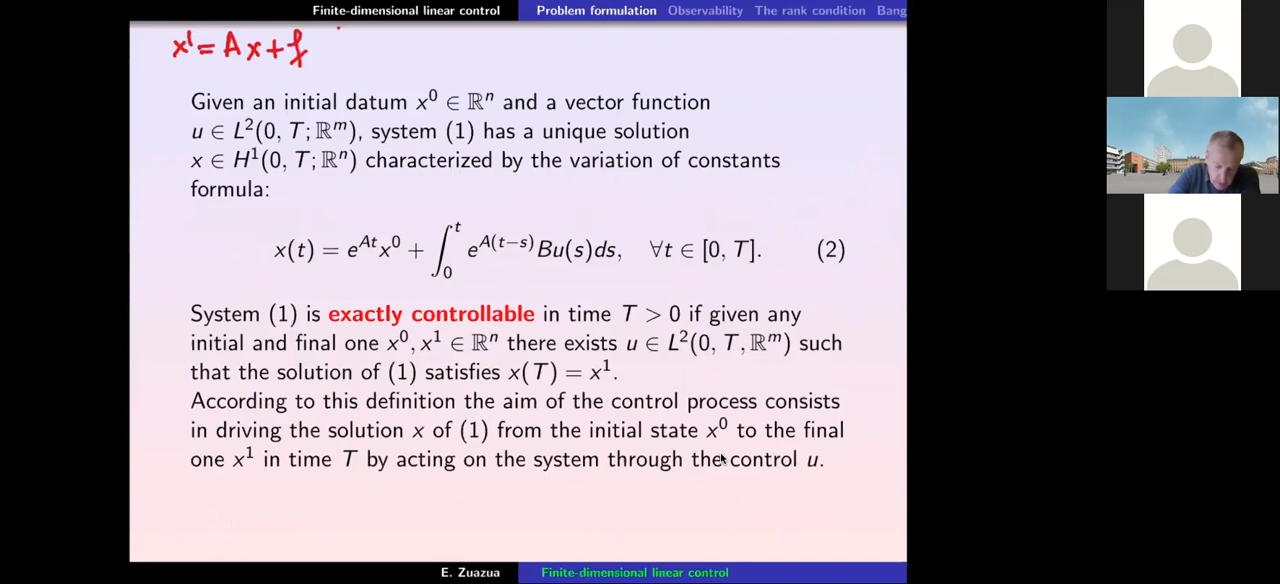 Finite-dimensional linear control Problem formulation Observability The rank condition Bang
x' = Ax + f
Given an initial datum x⁰ ∈ ℝⁿ and a vector function
u ∈ L²(0, T; ℝᵐ), system (1) has a unique solution
x ∈ H¹(0, T; ℝⁿ) characterized by the variation of constants
formula:
x(t) = e^{At}x⁰ + ∫₀ᵗ e^{A(t−s)}Bu(s)ds, ∀t ∈ [0, T]. (2)
System (1) is exactly controllable in time T > 0 if given any
initial and final one x⁰, x¹ ∈ ℝⁿ there exists u ∈ L²(0, T, ℝᵐ) such
that the solution of (1) satisfies x(T) = x¹.
According to this definition the aim of the control process consists
in driving the solution x of (1) from the initial state x⁰ to the final
one x¹ in time T by acting on the system through the control u.
E. Zuazua Finite-dimensional linear control